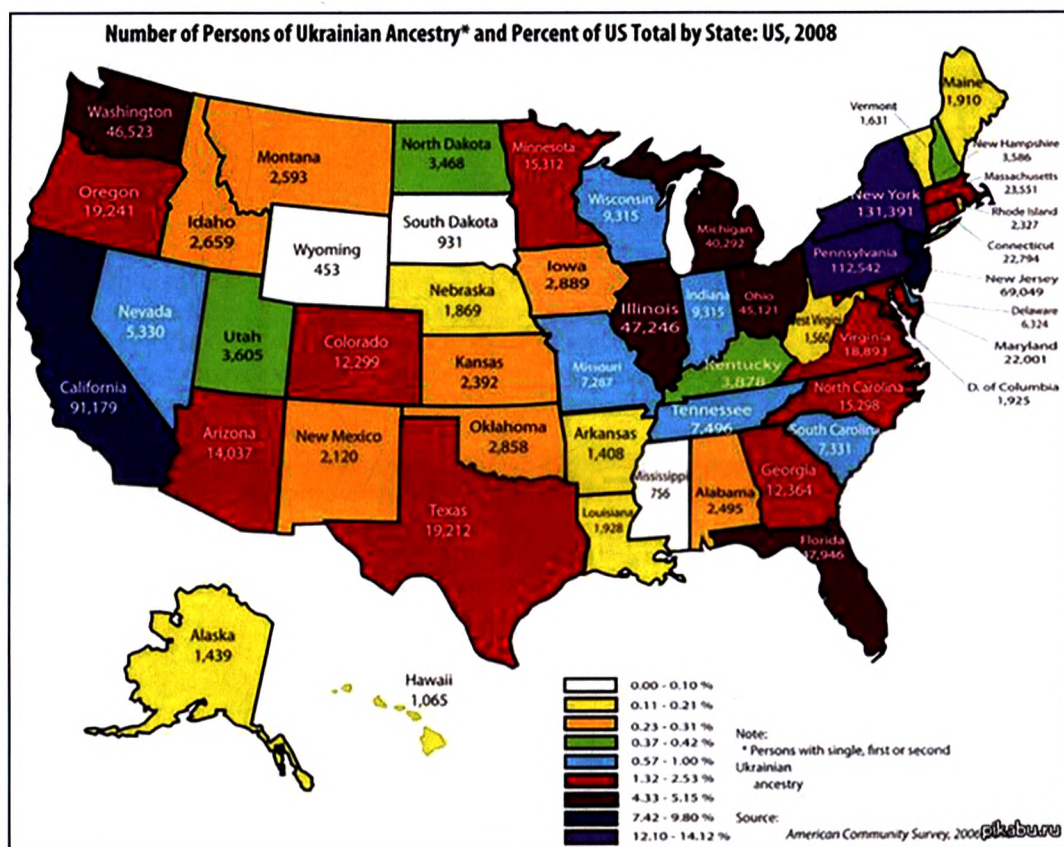 Number of Persons of Ukrainian Ancestry* and Percent of US Total by State: US, 2008
Washington
46,523
Oregon
19,241
California
91,179
Idaho
2,659
Nevada
5,330
Montana
2,593
Wyoming
453
Utah
3,605
Arizona
14,037
Colorado
12,299
New Mexico
2,120
North Dakota
3,468
South Dakota
931
Nebraska
1,869
Kansas
2,392
Oklahoma
2,858
Texas
19,212
Minnesota
15,312
Iowa
2,889
Missouri
7,287
Arkansas
1,408
Louisiana
1,928
Wisconsin
9,315
Illinois
47,246
Michigan
40,292
Indiana
9,315
Ohio
45,121
Kentucky
3,878
Tennessee
7,496
Mississippi
756
Alabama
2,495
Georgia
12,364
Florida
47,946
South Carolina
7,331
North Carolina
15,298
Virginia
18,893
West Virginia
1,560
Pennsylvania
112,542
New York
131,391
Vermont
1,631
Maine
1,910
New Hampshire
3,586
Massachusetts
23,551
Rhode Island
2,327
Connecticut
22,794
New Jersey
69,049
Delaware
6,324
Maryland
22,001
D. of Columbia
1,925
Alaska
1,439
Hawaii
1,065
0.00 - 0.10 %
0.11 - 0.21 %
0.23 - 0.31 %
0.37 - 0.42 %
0.57 - 1.00 %
1.32 - 2.53 %
4.33 - 5.15 %
7.42 - 9.80 %
12.10 - 14.12 %
Note:
* Persons with single, first or second
Ukrainian
ancestry
Source:
American Community Survey,
pikabu.ru